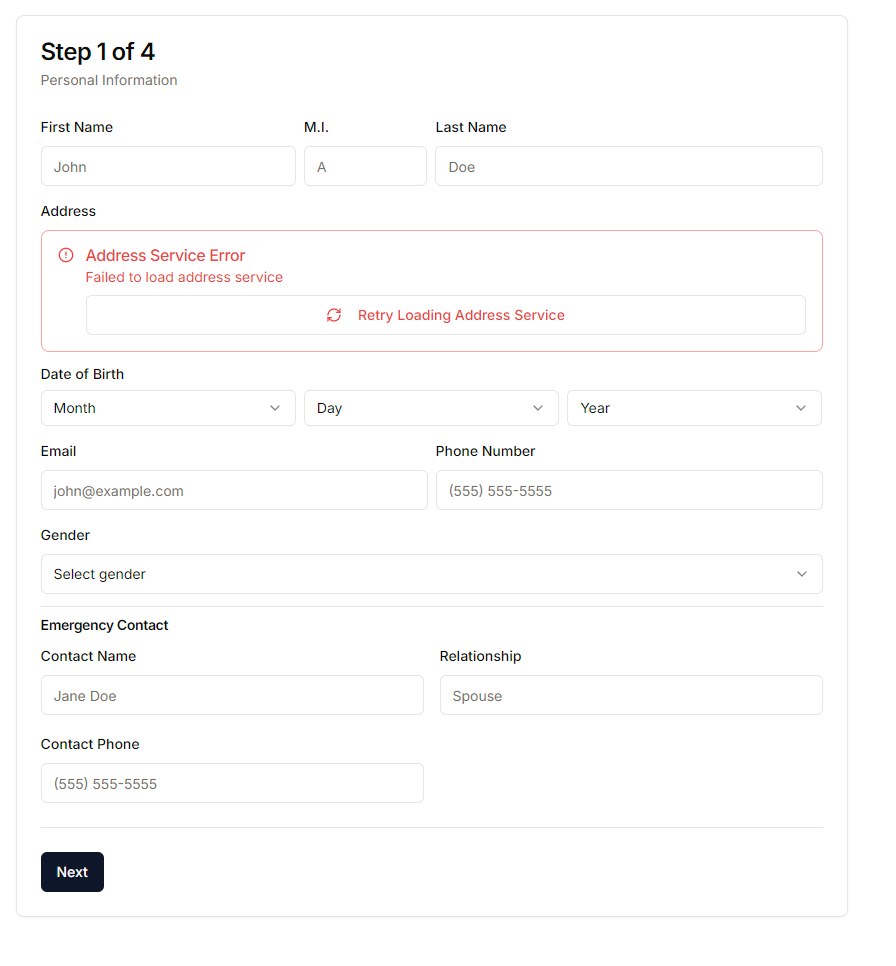 Step 1 of 4
Personal Information
First Name M.I. Last Name
John A Doe
Address
Address Service Error
Failed to load address service
Retry Loading Address Service
Date of Birth
Month Day Year
Email Phone Number
john@example.com (555) 555-5555
Gender
Select gender
Emergency Contact
Contact Name Relationship
Jane Doe Spouse
Contact Phone
(555) 555-5555
Next